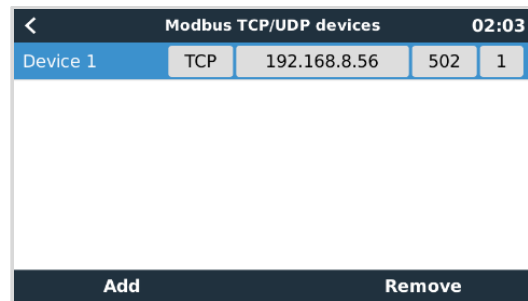 Modbus TCP/UDP devices 02:03
Device 1 TCP 192.168.8.56 502 1
Add Remove